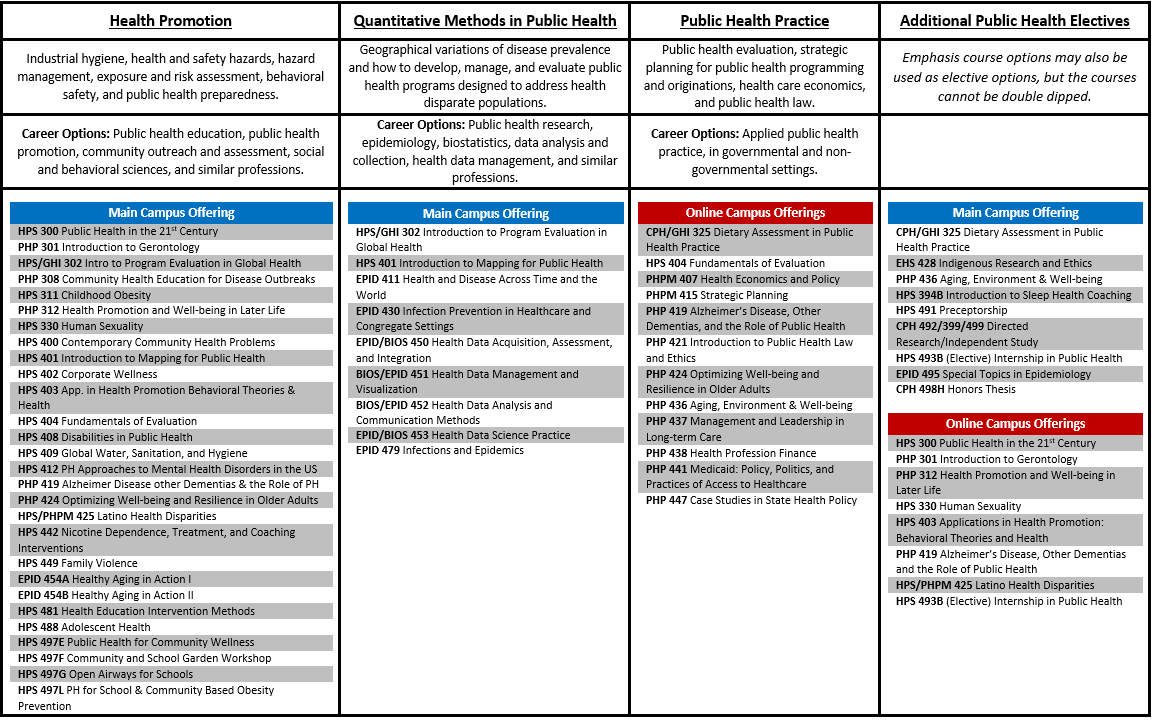 Health Promotion
Industrial hygiene, health and safety hazards, hazard
management, exposure and risk assessment, behavioral
safety, and public health preparedness.
Career Options: Public health education, public health
promotion, community outreach and assessment, social
and behavioral sciences, and similar professions.
Main Campus Offering
HPS 300 Public Health in the 21st Century
PHP 301 Introduction to Gerontology
HPS/GHI 302 Intro to Program Evaluation in Global Health
PHP 308 Community Health Education for Disease Outbreaks
HPS 311 Childhood Obesity
PHP 312 Health Promotion and Well-being in Later Life
HPS 330 Human Sexuality
HPS 400 Contemporary Community Health Problems
HPS 401 Introduction to Mapping for Public Health
HPS 402 Corporate Wellness
HPS 403 App. in Health Promotion Behavioral Theories &
Health
HPS 404 Fundamentals of Evaluation
HPS 408 Disabilities in Public Health
HPS 409 Global Water, Sanitation, and Hygiene
HPS 412 PH Approaches to Mental Health Disorders in the US
PHP 419 Alzheimer Disease other Dementias & the Role of PH
PHP 424 Optimizing Well-being and Resilience in Older Adults
HPS/PHPM 425 Latino Health Disparities
HPS 442 Nicotine Dependence, Treatment, and Coaching
Interventions
HPS 449 Family Violence
EPID 454A Healthy Aging in Action I
EPID 454B Healthy Aging in Action II
HPS 481 Health Education Intervention Methods
HPS 488 Adolescent Health
HPS 497E Public Health for Community Wellness
HPS 497F Community and School Garden Workshop
HPS 497G Open Airways for Schools
HPS 497L PH for School & Community Based Obesity
Prevention
Quantitative Methods in Public Health
Geographical variations of disease prevalence
and how to develop, manage, and evaluate public
health programs designed to address health
disparate populations.
Career Options: Public health research,
epidemiology, biostatistics, data analysis and
collection, health data management, and similar
professions.
Main Campus Offering
HPS/GHI 302 Introduction to Program Evaluation in
Global Health
HPS 401 Introduction to Mapping for Public Health
EPID 411 Health and Disease Across Time and the
World
EPID 430 Infection Prevention in Healthcare and
Congregate Settings
EPID/BIOS 450 Health Data Acquisition, Assessment,
and Integration
BIOS/EPID 451 Health Data Management and
Visualization
BIOS/EPID 452 Health Data Analysis and
Communication Methods
EPID/BIOS 453 Health Data Science Practice
EPID 479 Infections and Epidemics
Public Health Practice
Public health evaluation, strategic
planning for public health programming
and originations, health care economics,
and public health law.
Career Options: Applied public health
practice, in governmental and non-
governmental settings.
Online Campus Offerings
CPH/GHI 325 Dietary Assessment in Public
Health Practice
HPS 404 Fundamentals of Evaluation
PHPM 407 Health Economics and Policy
PHPM 415 Strategic Planning
PHP 419 Alzheimer's Disease, Other
Dementias, and the Role of Public Health
PHP 421 Introduction to Public Health Law
and Ethics
PHP 424 Optimizing Well-being and
Resilience in Older Adults
PHP 436 Aging, Environment & Well-being
PHP 437 Management and Leadership in
Long-term Care
PHP 438 Health Profession Finance
PHP 441 Medicaid: Policy, Politics, and
Practices of Access to Healthcare
PHP 447 Case Studies in State Health Policy
Additional Public Health Electives
Emphasis course options may also be
used as elective options, but the courses
cannot be double dipped.
Main Campus Offering
CPH/GHI 325 Dietary Assessment in Public
Health Practice
EHS 428 Indigenous Research and Ethics
PHP 436 Aging, Environment & Well-being
HPS 394B Introduction to Sleep Health Coaching
HPS 491 Preceptorship
CPH 492/399/499 Directed
Research/Independent Study
HPS 493B (Elective) Internship in Public Health
EPID 495 Special Topics in Epidemiology
CPH 498H Honors Thesis
Online Campus Offerings
HPS 300 Public Health in the 21st Century
PHP 301 Introduction to Gerontology
PHP 312 Health Promotion and Well-being in
Later Life
HPS 330 Human Sexuality
HPS 403 Applications in Health Promotion:
Behavioral Theories and Health
PHP 419 Alzheimer's Disease, Other Dementias
and the Role of Public Health
HPS/PHPM 425 Latino Health Disparities
HPS 493B (Elective) Internship in Public Health